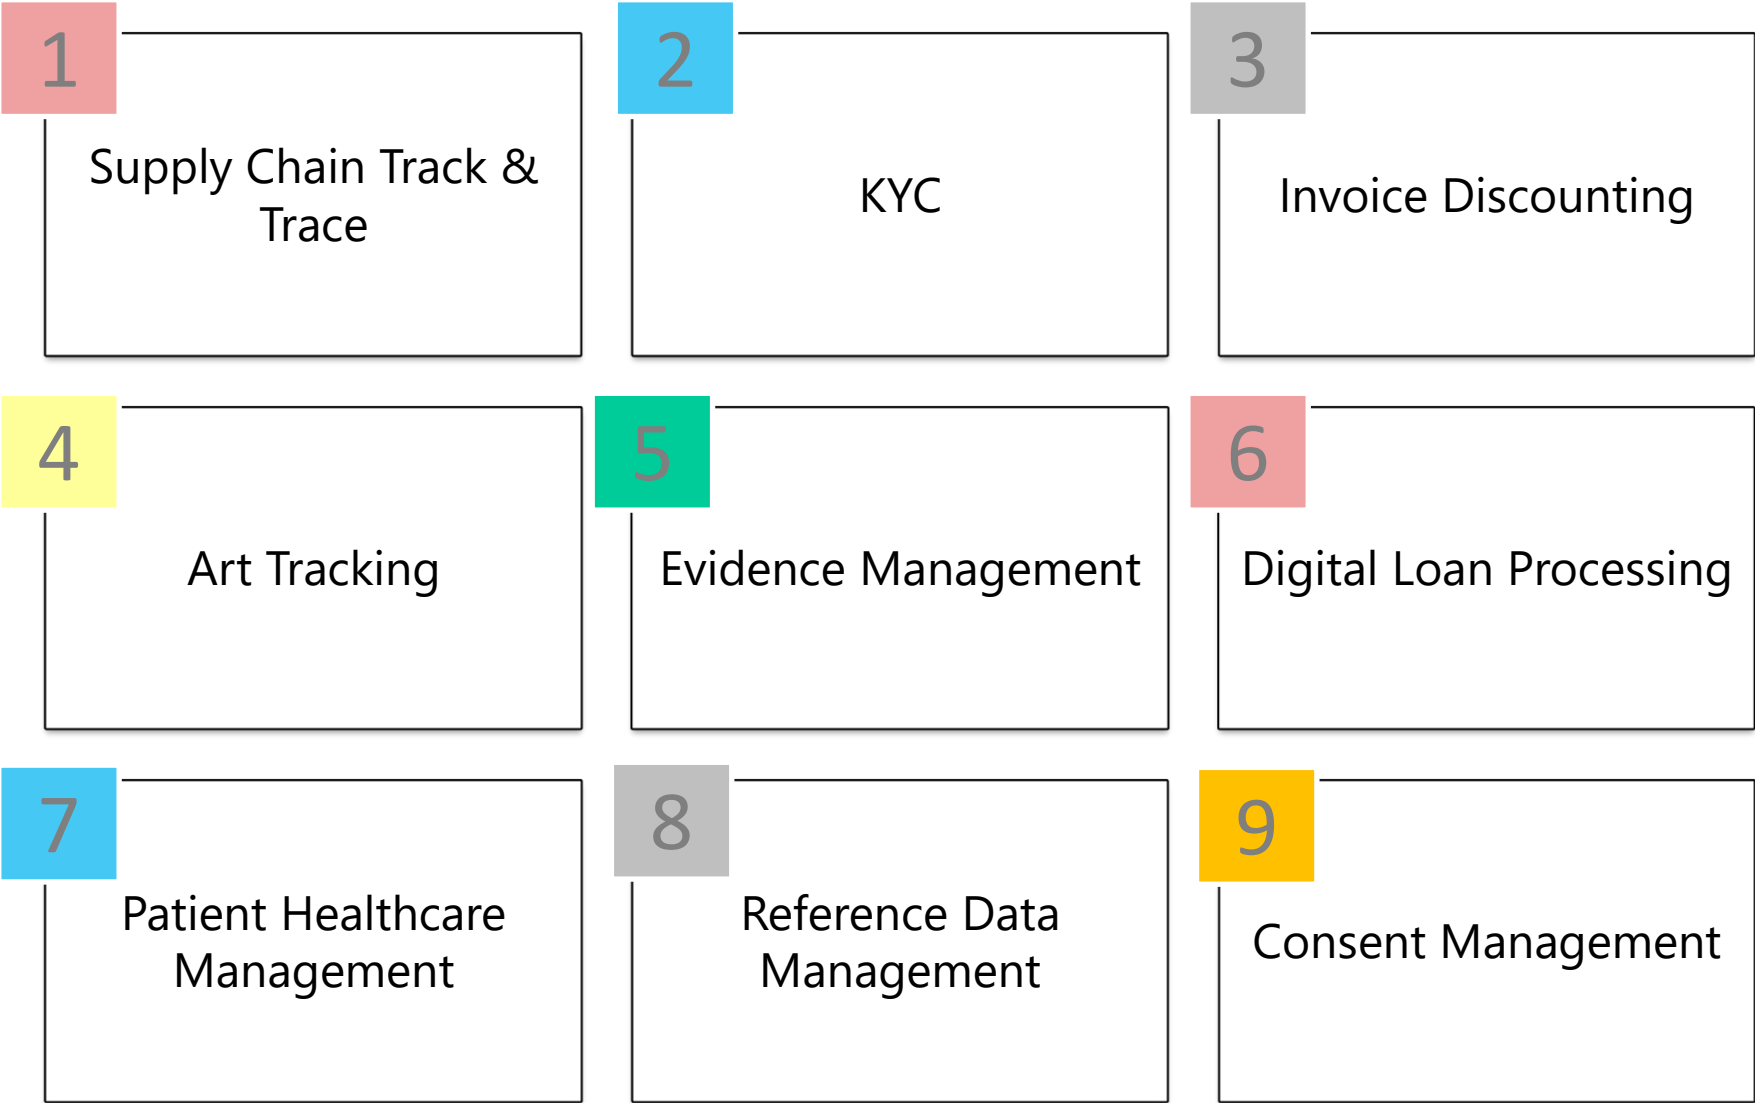 1
Supply Chain Track &
Trace
2
KYC
3
Invoice Discounting
4
Art Tracking
5
Evidence Management
6
Digital Loan Processing
7
Patient Healthcare
Management
8
Reference Data
Management
9
Consent Management